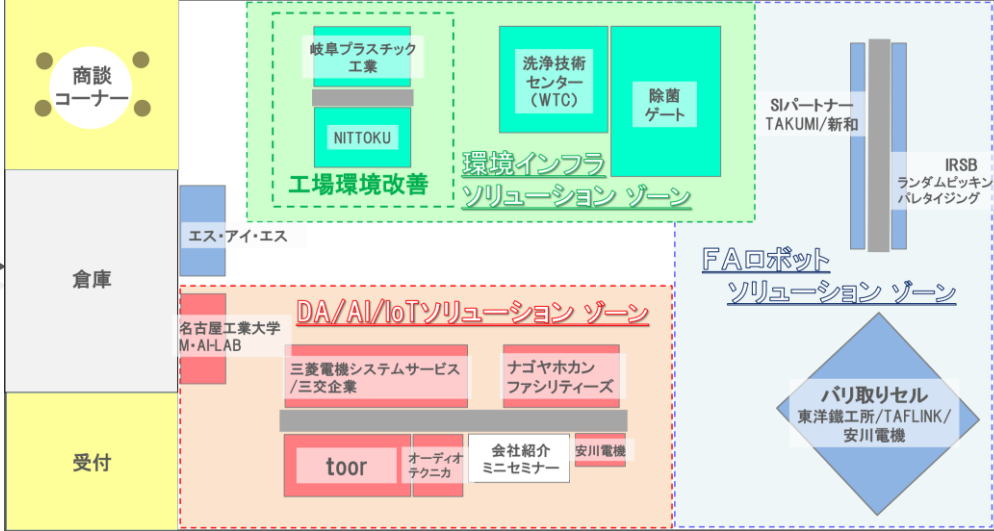 商談
コーナー
岐阜プラスチック
工業
NITTOKU
工場環境改善
洗浄技術
センター
(WTC)
除菌
ゲート
環境インフラ
ソリューション ゾーン
SIパートナー
TAKUMI/新和
IRSB
ランダムピッキン
パレタイジング
FAロボット
ソリューション ゾーン
バリ取りセル
東洋鐵工所/TAFLINK/
安川電機
倉庫
エス・アイ・エス
名古屋工業大学
M・AI-LAB
DA/AI/IoTソリューション ゾーン
三菱電機システムサービス
/三交企業
ナゴヤホカン
ファシリティーズ
受付
toor
オーディオ
テクニカ
会社紹介
ミニセミナー
安川電機